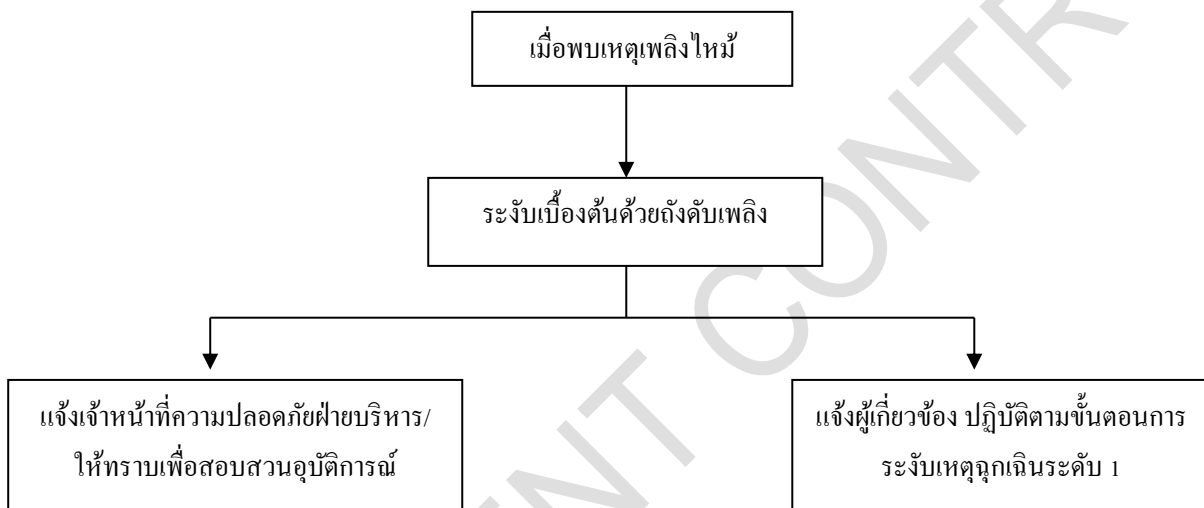 เมื่อพบเหตุเพลิงไหม้
ระงับเบื้องต้นด้วยถังดับเพลิง
แจ้งเจ้าหน้าที่ความปลอดภัยฝ่ายบริหาร/
ให้ทราบเพื่อสอบสวนอุบัติการณ์
แจ้งผู้เกี่ยวข้อง ปฏิบัติตามขั้นตอนการ
ระงับเหตุฉุกเฉินระดับ 1
NT CONTR